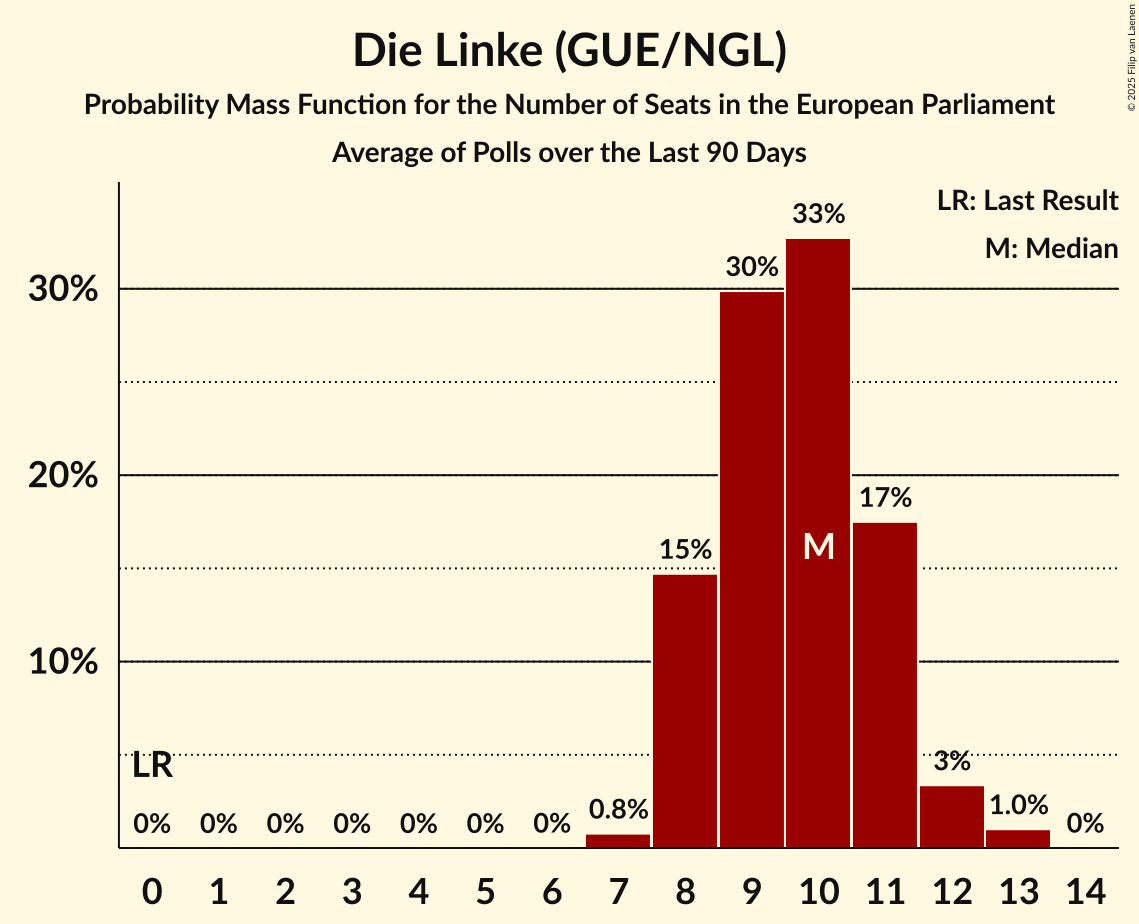 Die Linke (GUE/NGL)
Probability Mass Function for the Number of Seats in the European Parliament
Average of Polls over the Last 90 Days
© 2025 Filip van Laenen
LR: Last Result
M: Median
33%
30%
30%
20%
17%
M
15%
10%
LR
3%
0% 0% 0% 0% 0% 0% 0% 0.8% 1.0% 0%
0 1 2 3 4 5 6 7 8 9 10 11 12 13 14